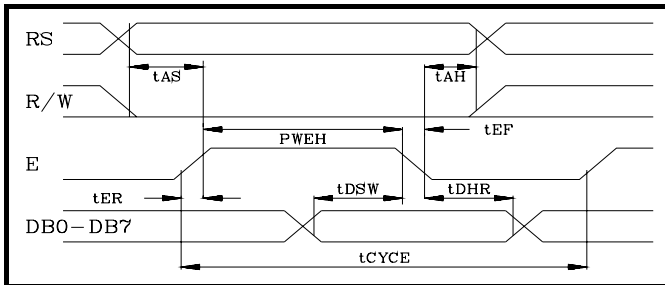 RS
tAS
tAH
R/W
PWEH
tEF
E
tER
tDSW
tDHR
DB0-DB7
tCYCE